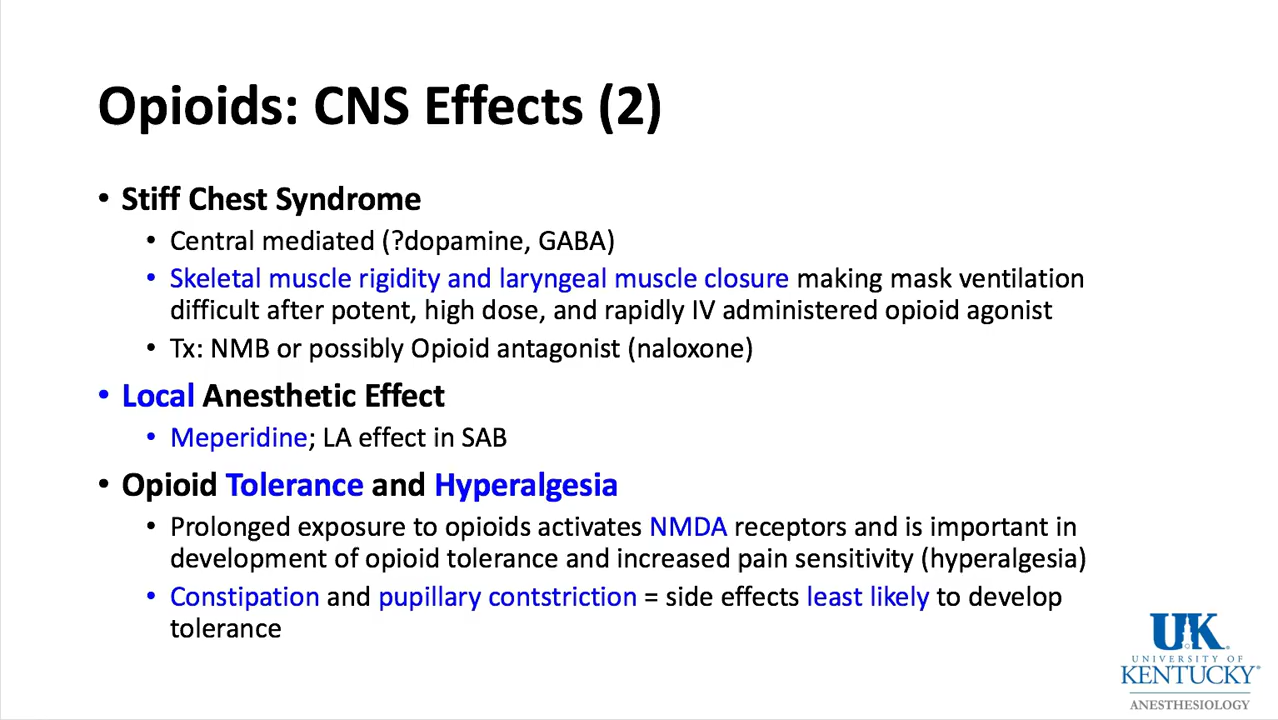 Opioids: CNS Effects (2)
• Stiff Chest Syndrome
• Central mediated (?dopamine, GABA)
• Skeletal muscle rigidity and laryngeal muscle closure making mask ventilation
difficult after potent, high dose, and rapidly IV administered opioid agonist
• Tx: NMB or possibly Opioid antagonist (naloxone)
• Local Anesthetic Effect
• Meperidine; LA effect in SAB
• Opioid Tolerance and Hyperalgesia
• Prolonged exposure to opioids activates NMDA receptors and is important in
development of opioid tolerance and increased pain sensitivity (hyperalgesia)
• Constipation and pupillary contstriction = side effects least likely to develop
tolerance
UK
UNIVERSITY OF
KENTUCKY®
ANESTHESIOLOGY